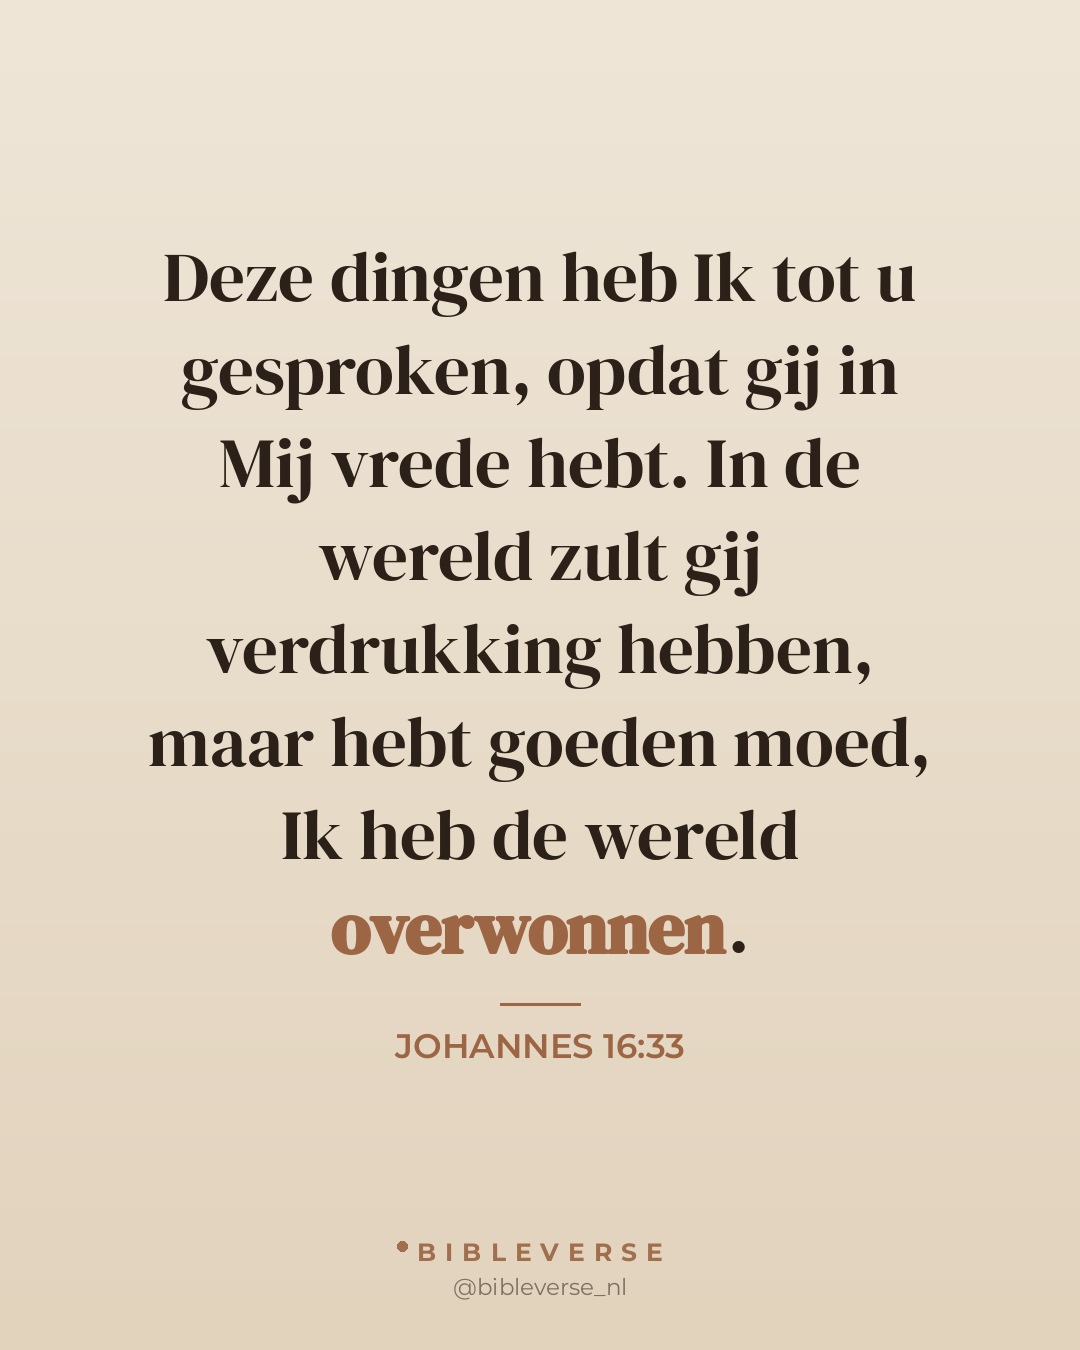 Deze dingen heb Ik tot u
gesproken, opdat gij in
Mij vrede hebt. In de
wereld zult gij
verdrukking hebben,
maar hebt goeden moed,
Ik heb de wereld
overwonnen.
JOHANNES 16:33
BIBLEVERSE
@bibleverse_nl